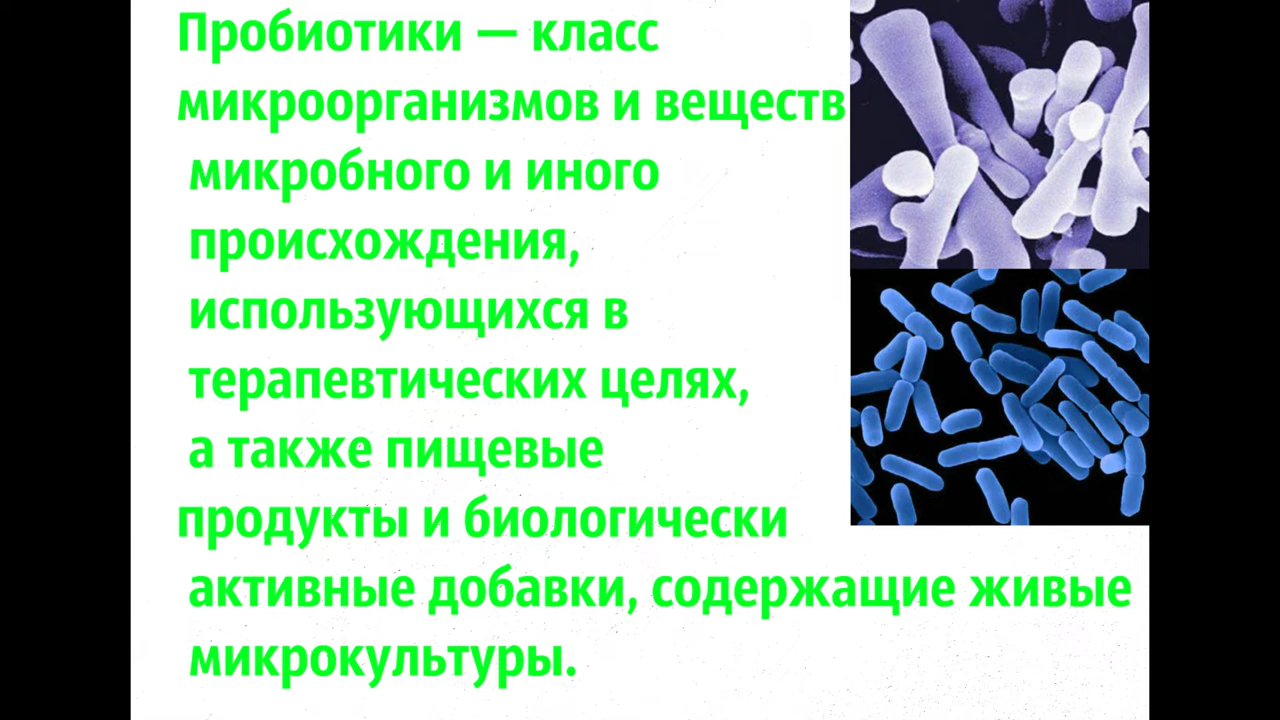 Пробиотики — класс
микроорганизмов и веществ
микробного и иного
происхождения,
использующихся в
терапевтических целях,
а также пищевые
продукты и биологически
активные добавки, содержащие живые
микрокультуры.